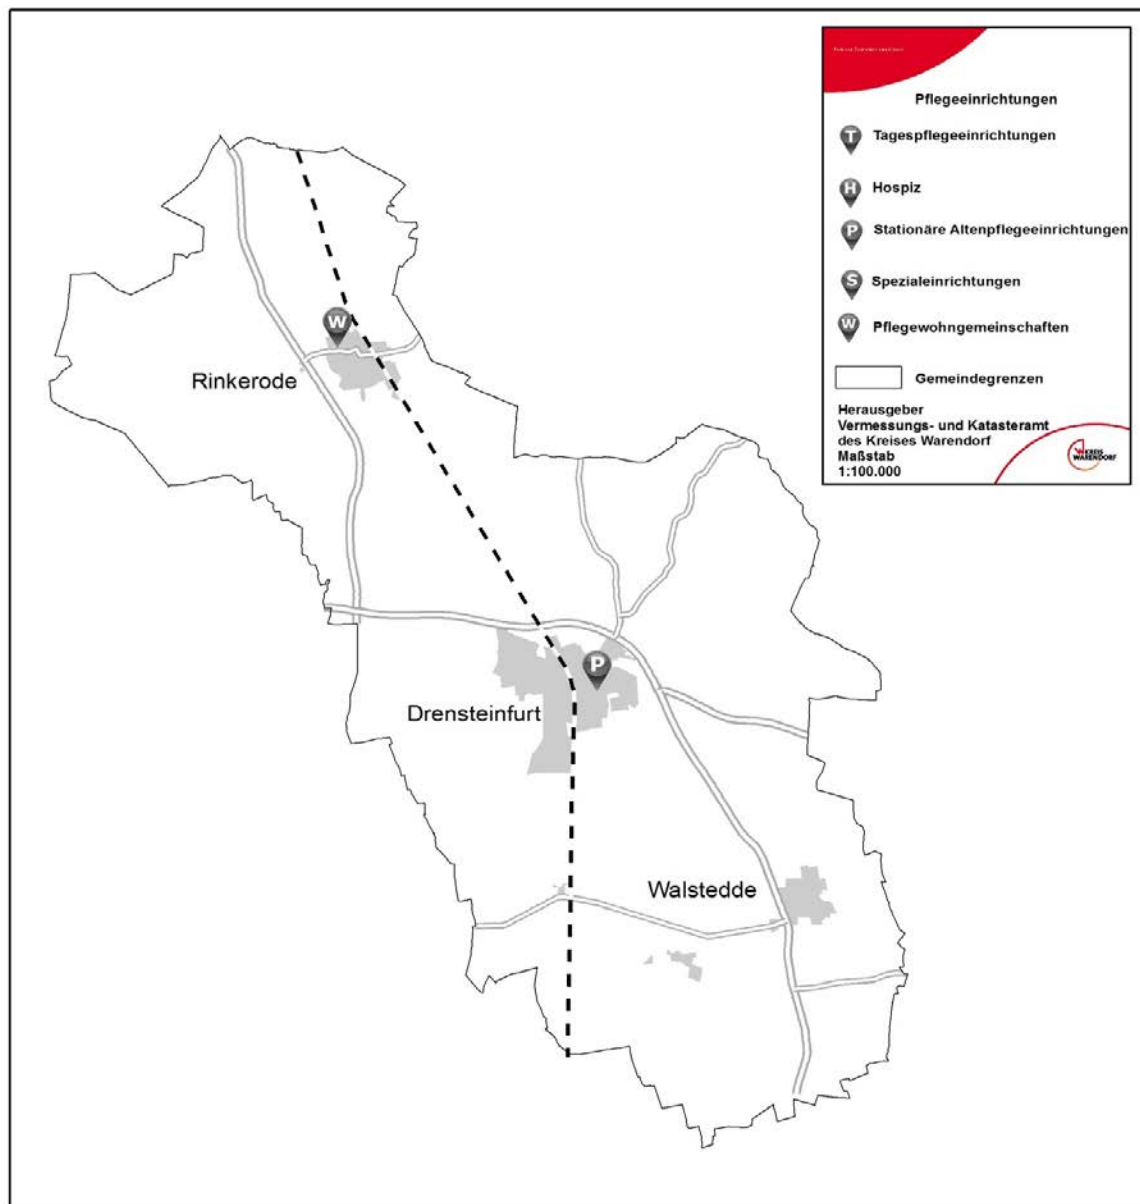 Pflegeeinrichtungen
T Tagespflegeeinrichtungen
H Hospiz
P Stationäre Altenpflegeeinrichtungen
S Spezialeinrichtungen
W Pflegewohngemeinschaften
Gemeindegrenzen
Herausgeber
Vermessungs- und Katasteramt
des Kreises Warendorf
Maßstab
1:100.000
KREIS
WARENDORF
W
Rinkerode
P
Drensteinfurt
Walstedde